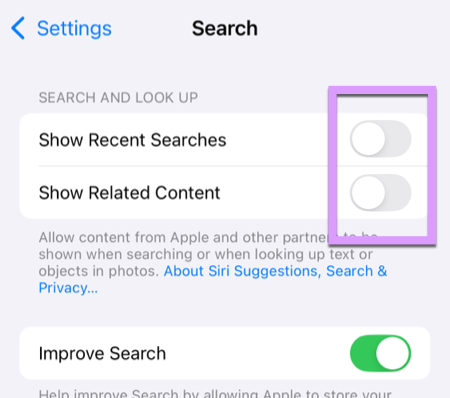 Settings
Search
SEARCH AND LOOK UP
Show Recent Searches
Show Related Content
Allow content from Apple and other partners to be
shown when searching or when looking up text or
objects in photos. About Siri Suggestions, Search &
Privacy...
Improve Search
Help improve Search by allowing Apple to store your